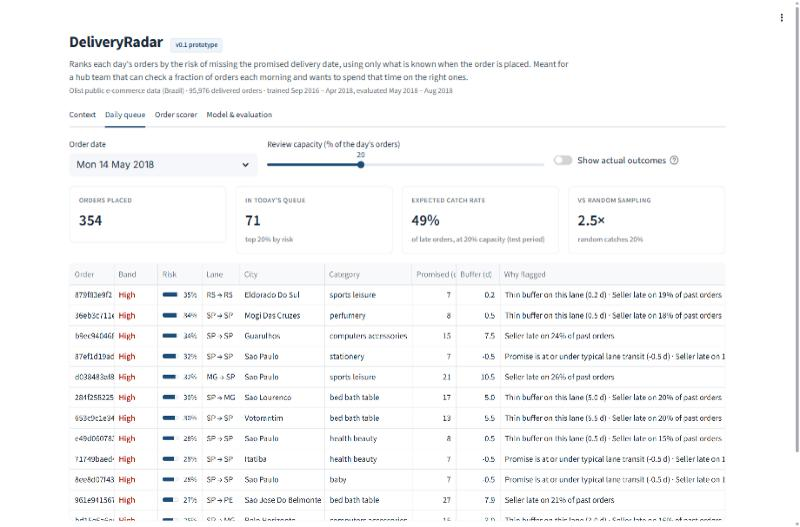 DeliveryRadar v0.1 prototype
Ranks each day's orders by the risk of missing the promised delivery date, using only what is known when the order is placed. Meant for
a hub team that can check a fraction of orders each morning and wants to spend that time on the right ones.
Olist public e-commerce data (Brazil) · 95,976 delivered orders · trained Sep 2016 – Apr 2018, evaluated May 2018 – Aug 2018
Context Daily queue Order scorer Model & evaluation
Order date Review capacity (% of the day's orders)
20
Mon 14 May 2018 Show actual outcomes
ORDERS PLACED IN TODAY'S QUEUE EXPECTED CATCH RATE VS RANDOM SAMPLING
354 71 49% 2.5×
top 20% by risk of late orders, at 20% capacity (test period) random catches 20%
Order Band Risk Lane City Category Promised (d Buffer (d) Why flagged
High 35% RS → RS Eldorado Do Sul sports leisure 7 0.2 Thin buffer on this lane (0.2 d) · Seller late on 19% of past orders
High 34% SP → SP Mogi Das Cruzes perfumery 8 0.5 Thin buffer on this lane (0.5 d) · Seller late on 18% of past orders
High 34% SP → SP Guarulhos computers accessories 15 7.5 Seller late on 24% of past orders
High 32% SP → SP Sao Paulo stationery 7 -0.5 Promise is at or under typical lane transit (-0.5 d) · Seller late on 1
High MG → SP Sao Paulo sports leisure 21 10.5 Seller late on 26% of past orders
High 30% SP → MG Sao Lourenco bed bath table 17 5.0 Thin buffer on this lane (5.0 d) · Seller late on 20% of past orders
High SP → SP Votorantim bed bath table 13 5.5 Thin buffer on this lane (5.5 d) · Seller late on 20% of past orders
High 28% SP → SP Sao Paulo health beauty 8 0.5 Thin buffer on this lane (0.5 d) · Seller late on 15% of past orders
High 28% SP → SP Itatiba health beauty 7 -0.5 Promise is at or under typical lane transit (-0.5 d) · Seller late on 1
High SP → SP Sao Paulo baby 7 -0.5 Promise is at or under typical lane transit (-0.5 d) · Seller late on 1
High 27% SP → PE Sao Jose Do Belmonte bed bath table 27 7.9 Seller late on 21% of past orders